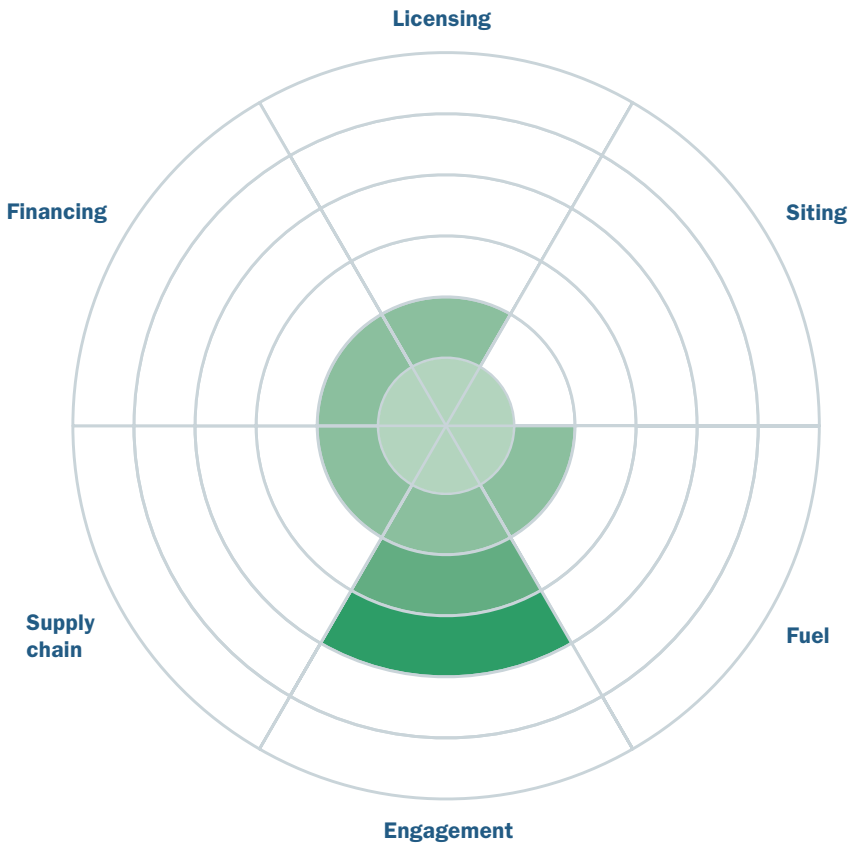 Licensing
Financing
Siting
Supply
chain
Fuel
Engagement